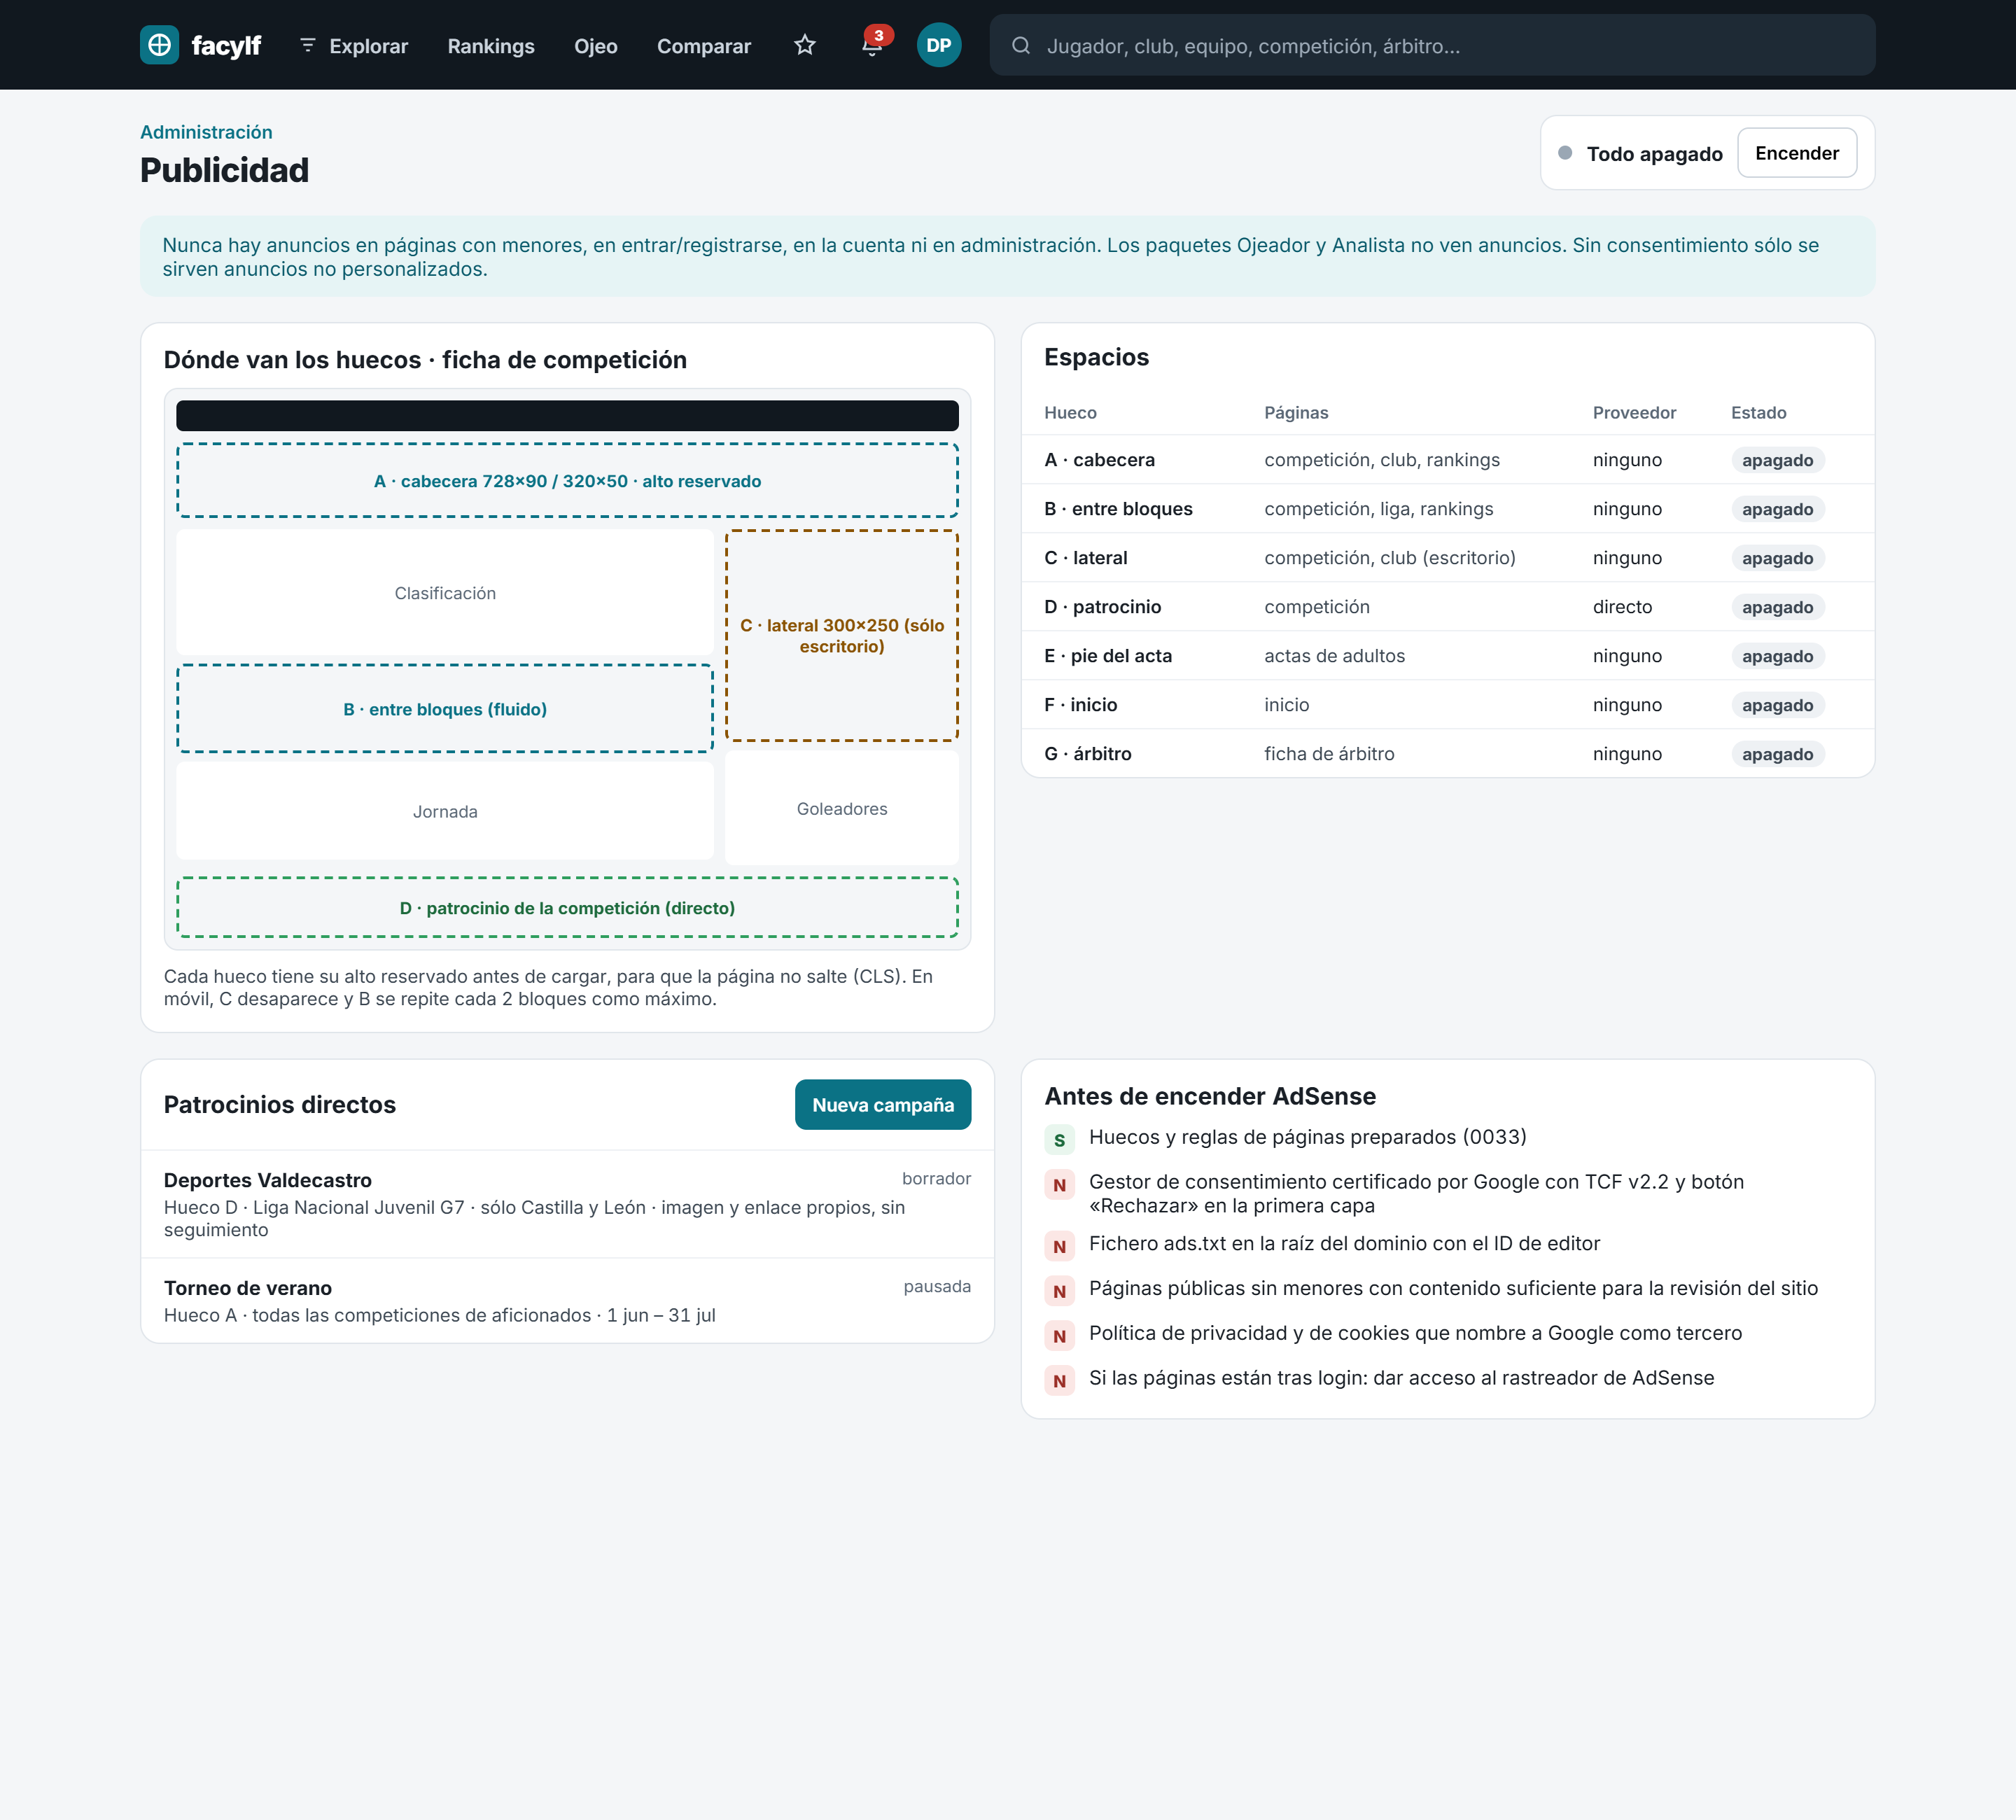 facylf
Explorar
Rankings
Ojeo
Comparar
3
DP
Jugador, club, equipo, competición, árbitro...
Administración
Publicidad
Todo apagado
Encender
Nunca hay anuncios en páginas con menores, en entrar/registrarse, en la cuenta ni en administración. Los paquetes Ojeador y Analista no ven anuncios. Sin consentimiento sólo se
sirven anuncios no personalizados.
Dónde van los huecos · ficha de competición
A · cabecera 728×90 / 320×50 · alto reservado
Clasificación
C · lateral 300×250 (sólo
escritorio)
B · entre bloques (fluido)
Jornada
Goleadores
D · patrocinio de la competición (directo)
Cada hueco tiene su alto reservado antes de cargar, para que la página no salte (CLS). En
móvil, C desaparece y B se repite cada 2 bloques como máximo.
Espacios
Hueco Páginas Proveedor Estado
A · cabecera competición, club, rankings ninguno apagado
B · entre bloques competición, liga, rankings ninguno apagado
C · lateral competición, club (escritorio) ninguno apagado
D · patrocinio competición directo apagado
E · pie del acta actas de adultos ninguno apagado
F · inicio inicio ninguno apagado
G · árbitro ficha de árbitro ninguno apagado
Patrocinios directos
Nueva campaña
Deportes Valdecastro borrador
Hueco D · Liga Nacional Juvenil G7 · sólo Castilla y León · imagen y enlace propios, sin
seguimiento
Torneo de verano pausada
Hueco A · todas las competiciones de aficionados · 1 jun – 31 jul
Antes de encender AdSense
S Huecos y reglas de páginas preparados (0033)
N Gestor de consentimiento certificado por Google con TCF v2.2 y botón
«Rechazar» en la primera capa
N Fichero ads.txt en la raíz del dominio con el ID de editor
N Páginas públicas sin menores con contenido suficiente para la revisión del sitio
N Política de privacidad y de cookies que nombre a Google como tercero
N Si las páginas están tras login: dar acceso al rastreador de AdSense